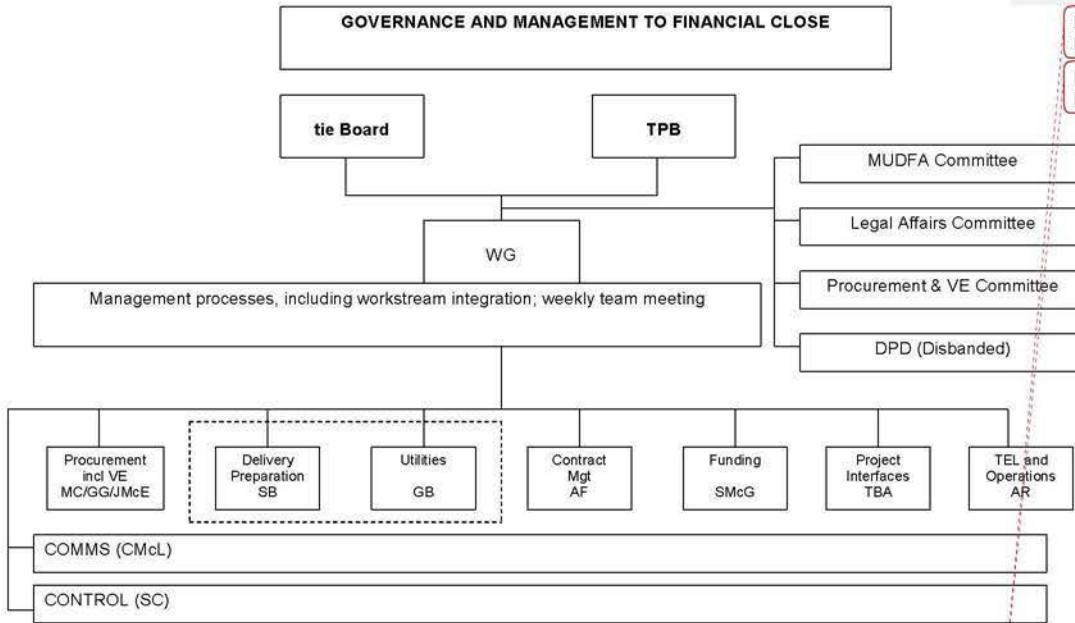 GOVERNANCE AND MANAGEMENT TO FINANCIAL CLOSE
tie Board
TPB
MUDFA Committee
Legal Affairs Committee
WG
Procurement & VE Committee
Management processes, including workstream integration; weekly team meeting
DPD (Disbanded)
Procurement
incl VE
MC/GG/JMcE
Delivery
Preparation
SB
Utilities
GB
Contract
Mgt
AF
Funding
SMcG
Project
Interfaces
TBA
TEL and
Operations
AR
COMMS (CMcL)
CONTROL (SC)